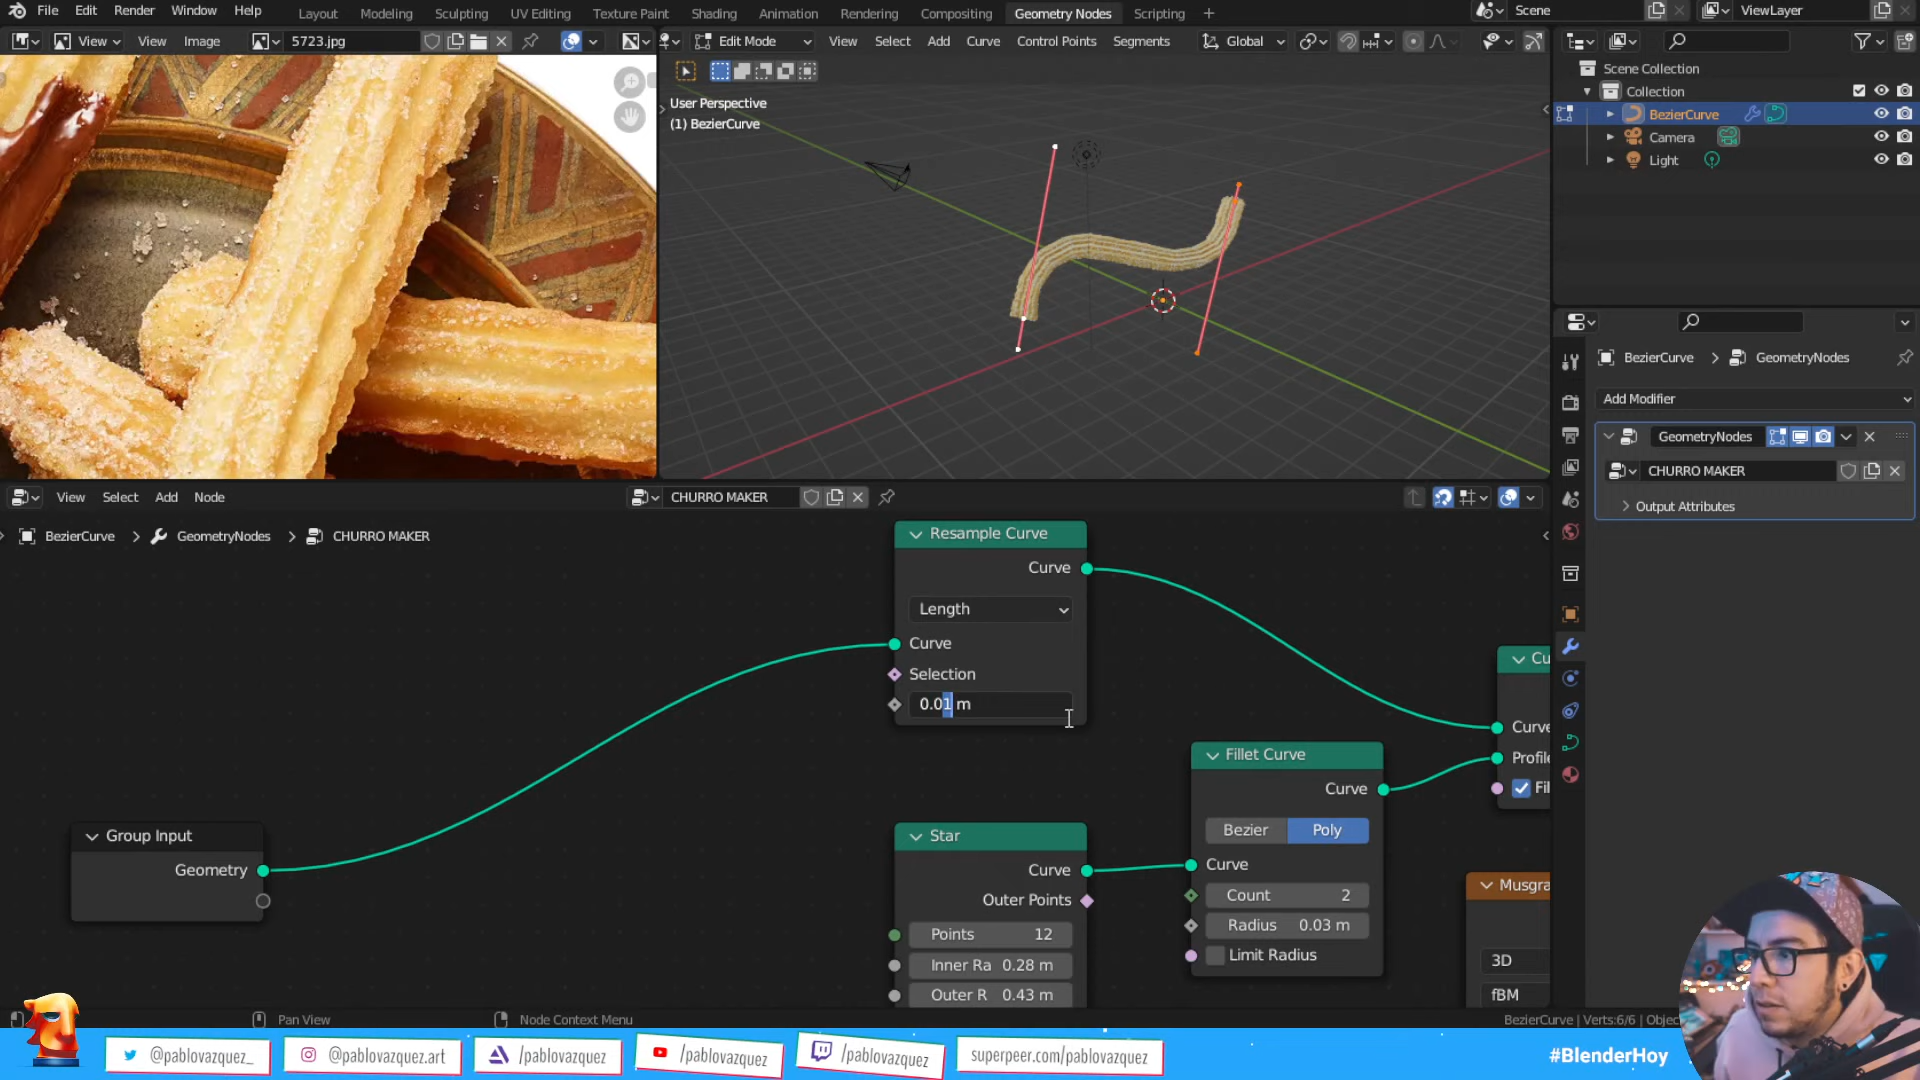 File Edit Render Window Help Layout Modeling Sculpting UV Editing Texture Paint Shading Animation Rendering Compositing Geometry Nodes Scripting + Scene ViewLayer
View View Image 5723.jpg Edit Mode View Select Add Curve Control Points Segments Global
User Perspective
(1) BezierCurve
Scene Collection
Collection
BezierCurve
Camera
Light
BezierCurve > GeometryNodes
Add Modifier
GeometryNodes
CHURRO MAKER
Output Attributes
View Select Add Node CHURRO MAKER
BezierCurve > GeometryNodes > CHURRO MAKER
Resample Curve
Curve
Length
Curve
Selection
0.01 m
Group Input
Geometry
Star
Curve
Outer Points
Points 12
Inner Ra 0.28 m
Outer R 0.43 m
Fillet Curve
Curve
Bezier Poly
Curve
Count 2
Radius 0.03 m
Limit Radius
Cu
Curve
Profile
Fil
Musgra
3D
fBM
Pan View Node Context Menu BezierCurve | Verts:6/6 | Objec
@pablovazquez_ @pablovazquez.art /pablovazquez /pablovazquez /pablovazquez superpeer.com/pablovazquez #BlenderHoy